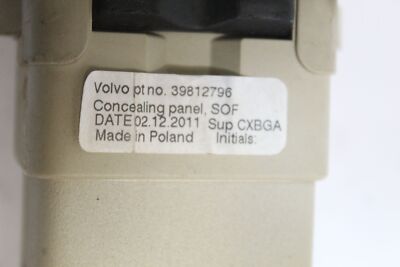 Volvo pt no. 39812796
Concealing panel, SOF
DATE 02.12.2011 Sup CXBGA
Made in Poland Initials: